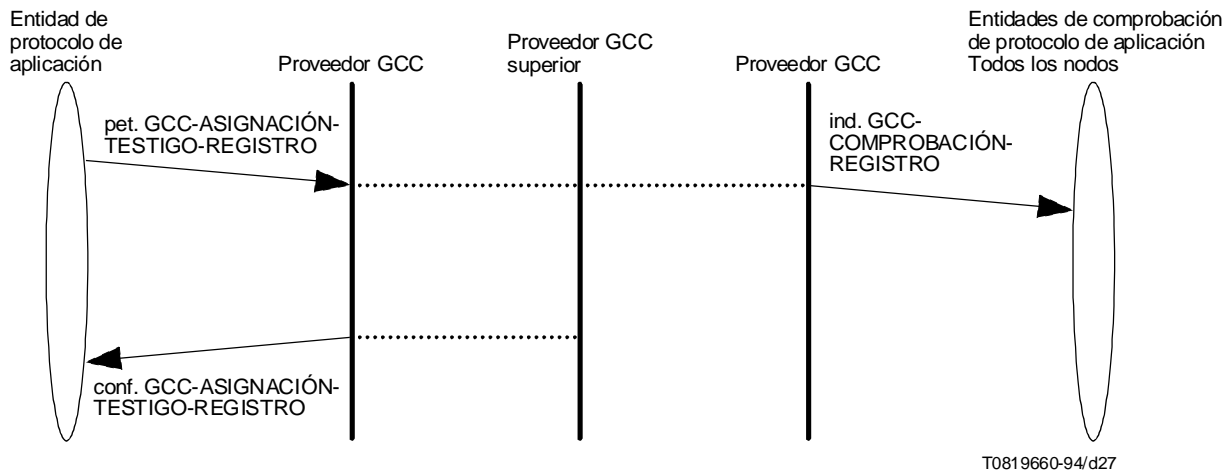 Entidad de
protocolo de
aplicación
Proveedor GCC
Proveedor GCC
superior
Proveedor GCC
Entidades de comprobación
de protocolo de aplicación
Todos los nodos
pet. GCC-ASIGNACIÓN-
TESTIGO-REGISTRO
ind. GCC-
COMPROBACIÓN-
REGISTRO
conf. GCC-ASIGNACIÓN-
TESTIGO-REGISTRO
T0819660-94/d27